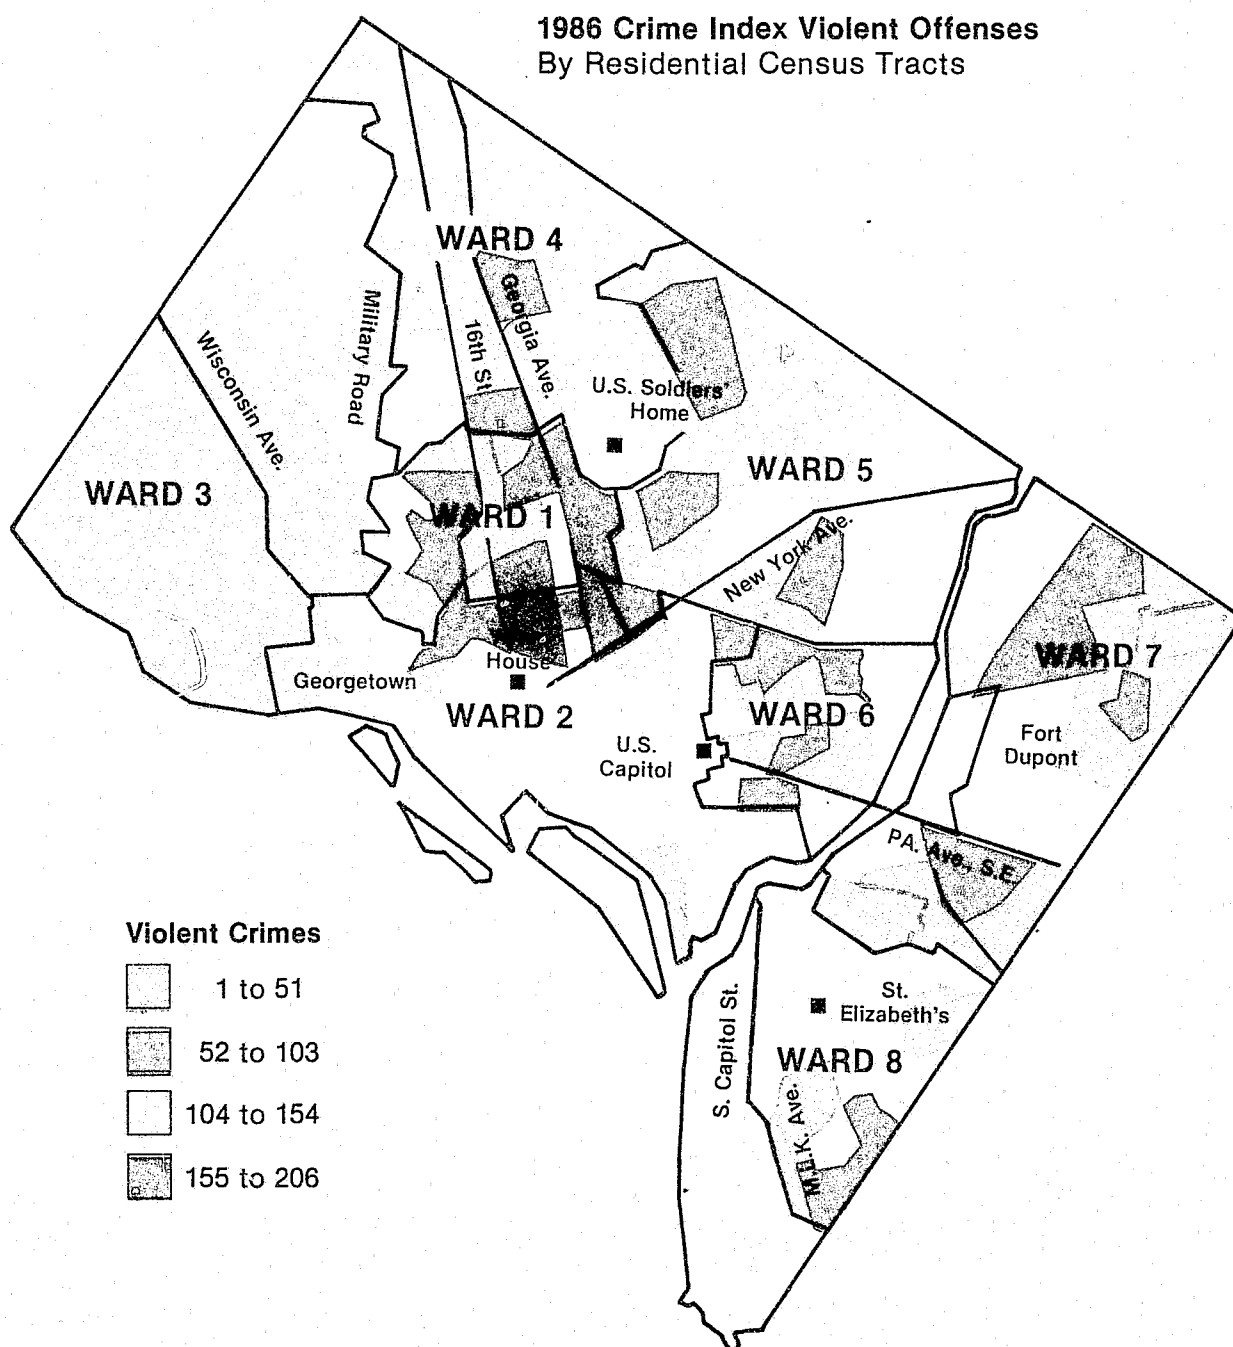 1986 Crime Index Violent Offenses
By Residential Census Tracts
WARD 4
Georgia Ave.
16th St.
Military Road
Wisconsin Ave.
U.S. Soldiers'
Home
WARD 3
WARD 5
WARD 1
New York Ave.
WARD 7
House
Georgetown
WARD 2
WARD 6
U.S.
Capitol
Fort
Dupont
PA. Ave., S.E.
Violent Crimes
1 to 51
52 to 103
104 to 154
155 to 206
S. Capitol St.
St.
Elizabeth's
WARD 8
M.L.K. Ave.